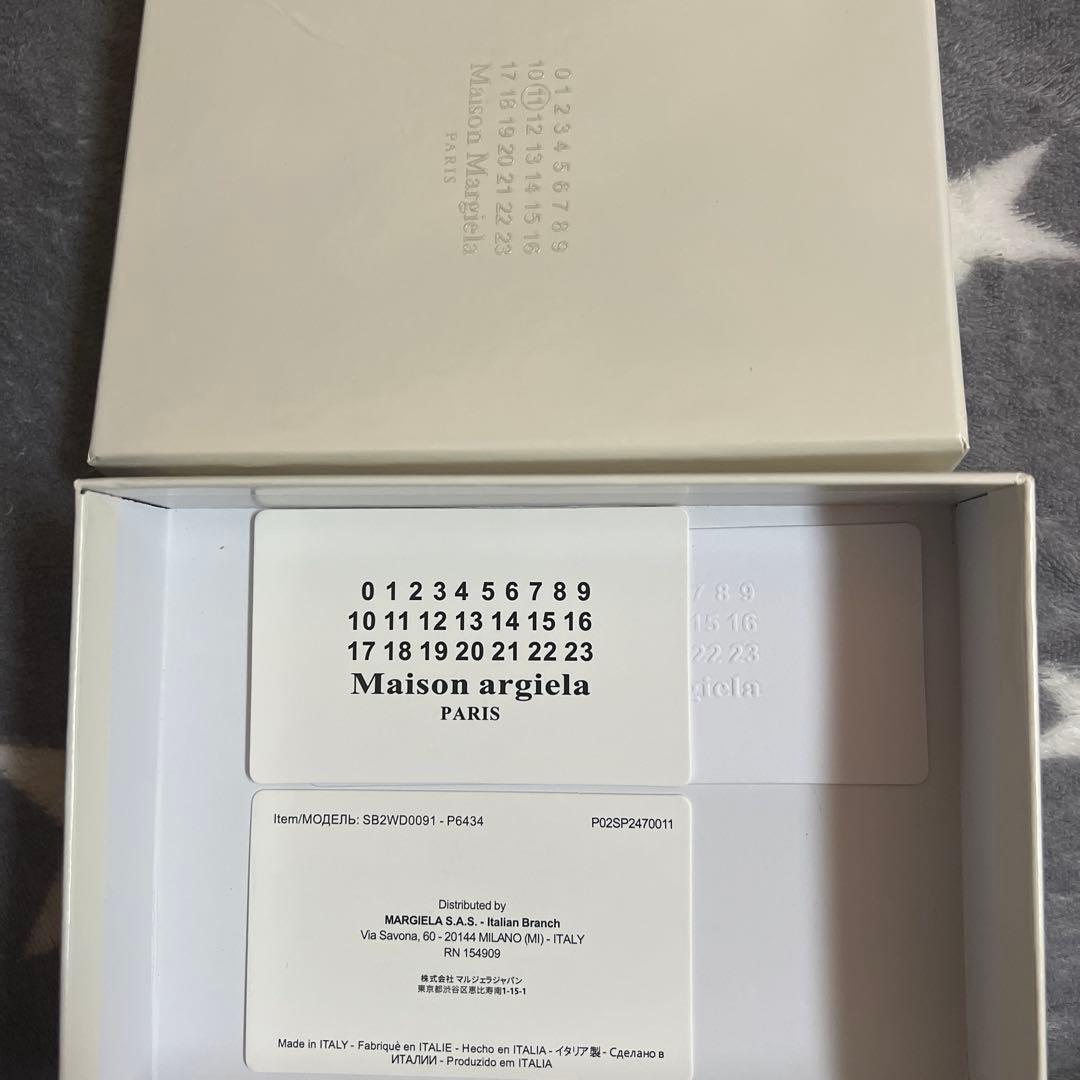 0 1 2 3 4 5 6 7 8 9
10 11 12 13 14 15 16
17 18 19 20 21 22 23
Maison Margiela
PARIS
0 1 2 3 4 5 6 7 8 9
10 11 12 13 14 15 16
17 18 19 20 21 22 23
Maison argiela
PARIS
7 8 9
15 16
22 23
giela
Item/МОДЕЛЬ: SB2WD0091 - P6434
P02SP2470011
Distributed by
MARGIELA S.A.S. - Italian Branch
Via Savona, 60 - 20144 MILANO (MI) - ITALY
RN 154909
株式会社 マルジェラジャパン
東京都渋谷区恵比寿南1-15-1
Made in ITALY - Fabriquè en ITALIE - Hecho en ITALIA - イタリア製 - Сделано в
ИТАЛИИ - Produzido em ITALIA